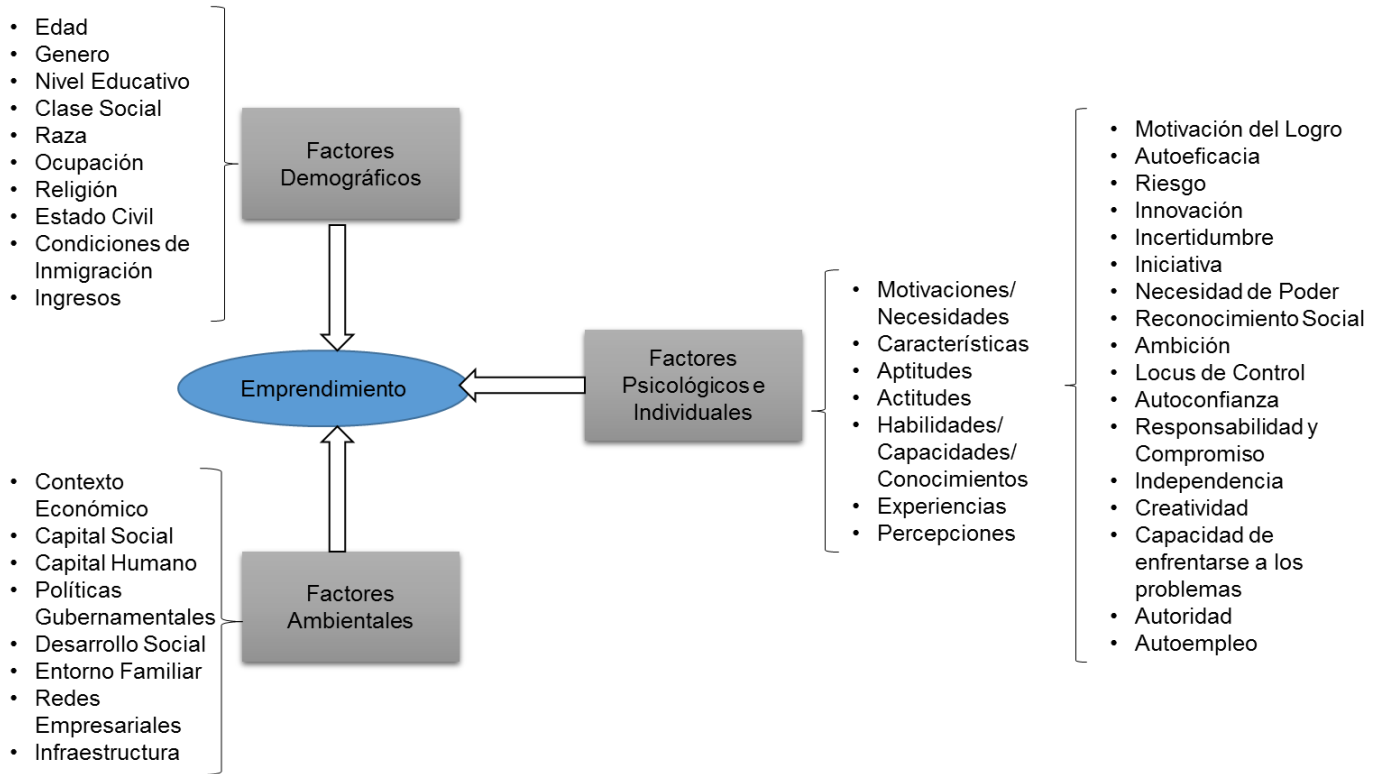 • Edad
• Genero
• Nivel Educativo
• Clase Social
• Raza
• Ocupación
• Religión
• Estado Civil
• Condiciones de
Inmigración
• Ingresos
Factores
Demográficos
Emprendimiento
Factores
Psicológicos e
Individuales
• Motivaciones/
Necesidades
• Características
• Aptitudes
• Actitudes
• Habilidades/
Capacidades/
Conocimientos
• Experiencias
• Percepciones
• Motivación del Logro
• Autoeficacia
• Riesgo
• Innovación
• Incertidumbre
• Iniciativa
• Necesidad de Poder
• Reconocimiento Social
• Ambición
• Locus de Control
• Autoconfianza
• Responsabilidad y
Compromiso
• Independencia
• Creatividad
• Capacidad de
enfrentarse a los
problemas
• Autoridad
• Autoempleo
• Contexto
Económico
• Capital Social
• Capital Humano
• Políticas
Gubernamentales
• Desarrollo Social
• Entorno Familiar
• Redes
Empresariales
• Infraestructura
Factores
Ambientales